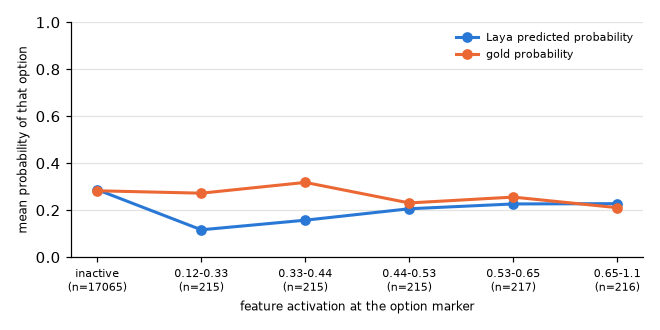 1.0
0.8
0.6
0.4
0.2
0.0
mean probability of that option
Laya predicted probability
gold probability
inactive
(n=17065)
0.12-0.33
(n=215)
0.33-0.44
(n=215)
0.44-0.53
(n=215)
0.53-0.65
(n=217)
0.65-1.1
(n=216)
feature activation at the option marker